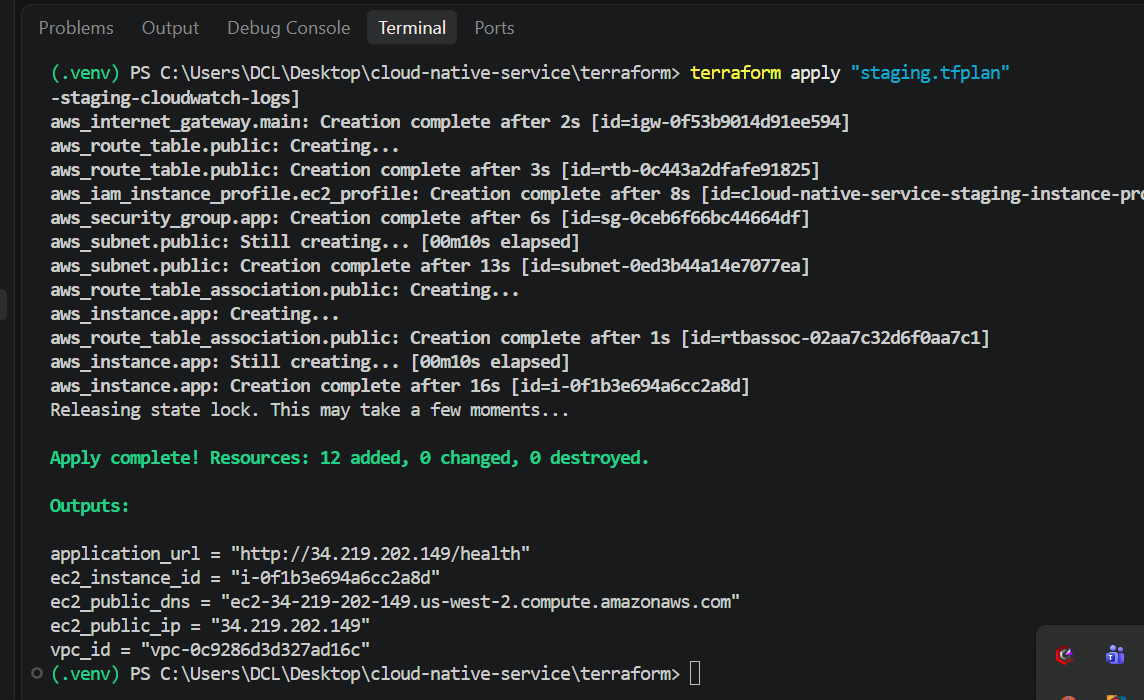 Problems Output Debug Console Terminal Ports
(.venv) PS C:\Users\DCL\Desktop\cloud-native-service\terraform> terraform apply "staging.tfplan"
-staging-cloudwatch-logs]
aws_internet_gateway.main: Creation complete after 2s [id=igw-0f53b9014d91ee594]
aws_route_table.public: Creating...
aws_route_table.public: Creation complete after 3s [id=rtb-0c443a2dfafe91825]
aws_iam_instance_profile.ec2_profile: Creation complete after 8s [id=cloud-native-service-staging-instance-pro
aws_security_group.app: Creation complete after 6s [id=sg-0ceb6f66bc44664df]
aws_subnet.public: Still creating... [00m10s elapsed]
aws_subnet.public: Creation complete after 13s [id=subnet-0ed3b44a14e7077ea]
aws_route_table_association.public: Creating...
aws_instance.app: Creating...
aws_route_table_association.public: Creation complete after 1s [id=rtbassoc-02aa7c32d6f0aa7c1]
aws_instance.app: Still creating... [00m10s elapsed]
aws_instance.app: Creation complete after 16s [id=i-0f1b3e694a6cc2a8d]
Releasing state lock. This may take a few moments...
Apply complete! Resources: 12 added, 0 changed, 0 destroyed.
Outputs:
application_url = "http://34.219.202.149/health"
ec2_instance_id = "i-0f1b3e694a6cc2a8d"
ec2_public_dns = "ec2-34-219-202-149.us-west-2.compute.amazonaws.com"
ec2_public_ip = "34.219.202.149"
vpc_id = "vpc-0c9286d3d327ad16c"
(.venv) PS C:\Users\DCL\Desktop\cloud-native-service\terraform>